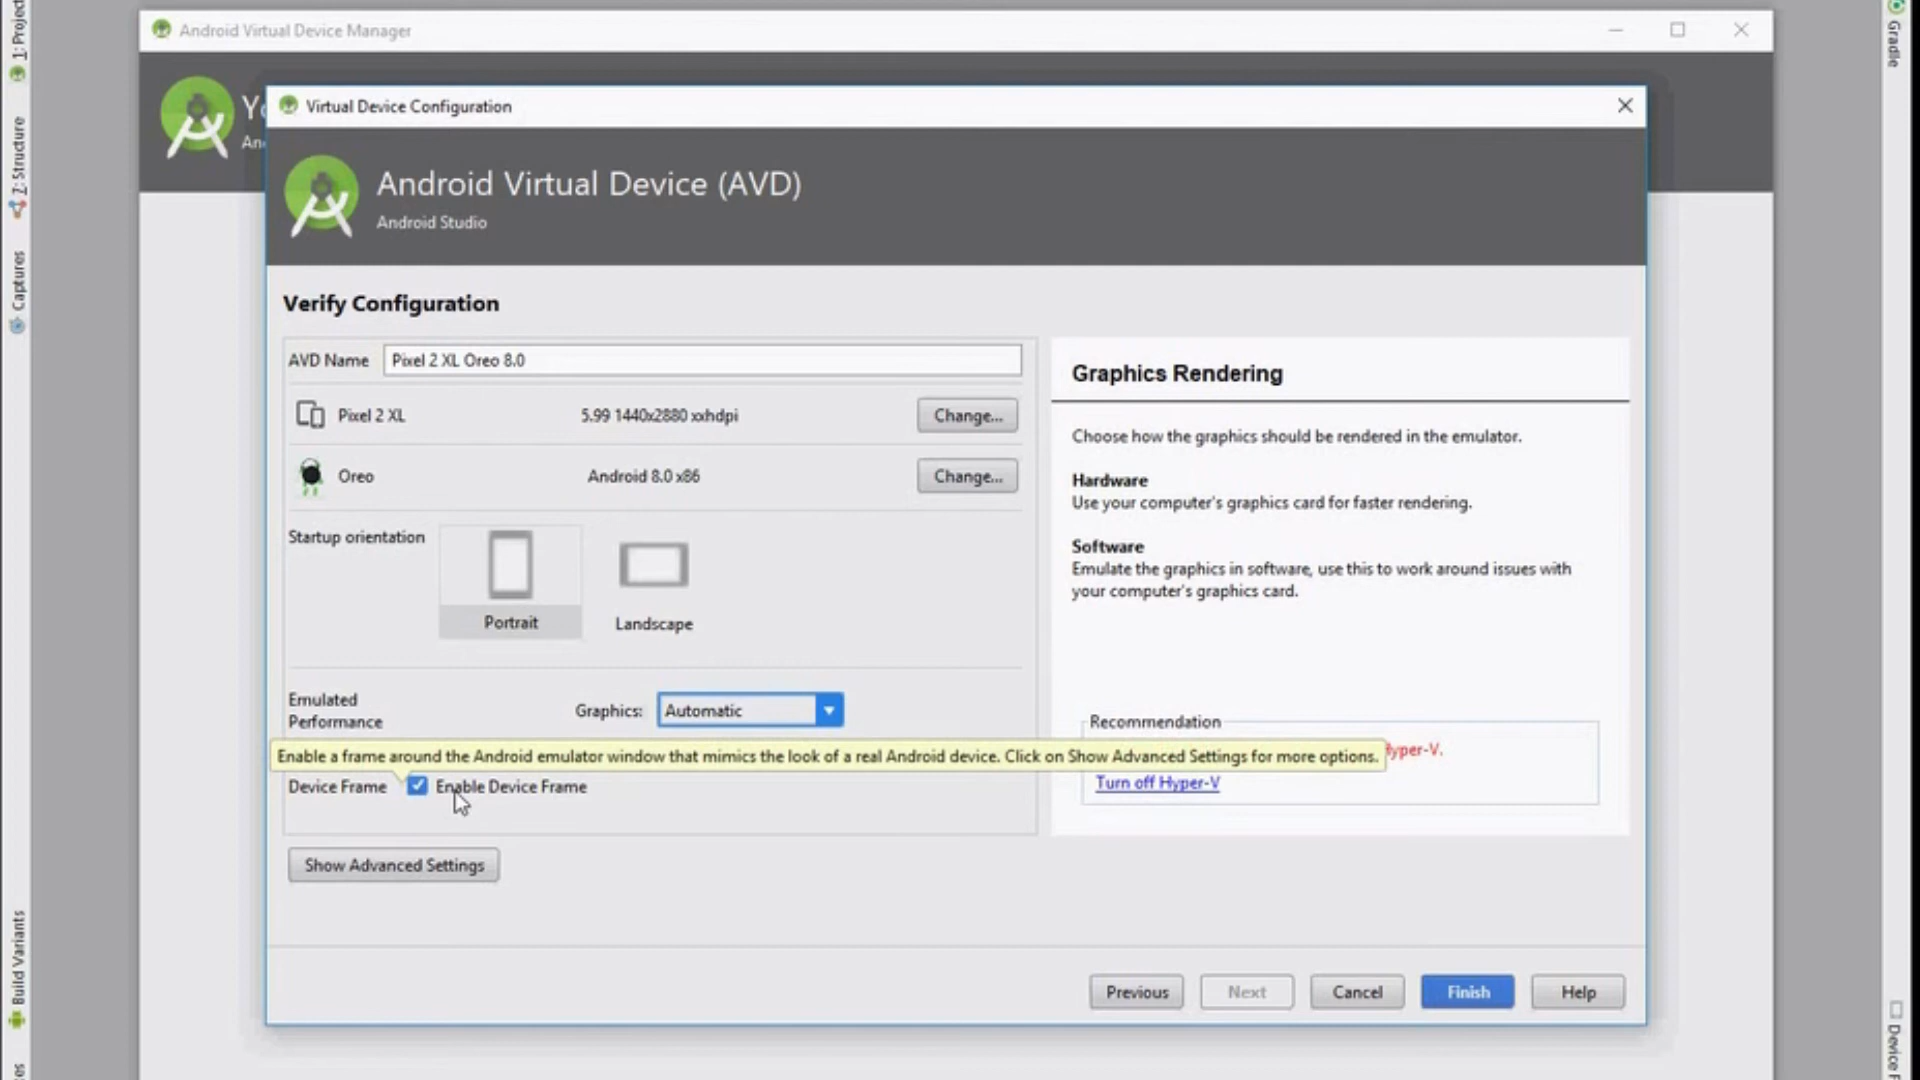 Android Virtual Device Manager
1: Project
Gradle
Virtual Device Configuration
Android Virtual Device (AVD)
Android Studio
7: Structure
Captures
Verify Configuration
AVD Name Pixel 2 XL Oreo 8.0
Pixel 2 XL 5.99 1440x2880 xxhdpi Change...
Oreo Android 8.0 x86 Change...
Startup orientation
Portrait
Landscape
Emulated
Performance
Graphics: Automatic
Enable a frame around the Android emulator window that mimics the look of a real Android device. Click on Show Advanced Settings for more options.
Device Frame Enable Device Frame
Show Advanced Settings
Graphics Rendering
Choose how the graphics should be rendered in the emulator.
Hardware
Use your computer's graphics card for faster rendering.
Software
Emulate the graphics in software, use this to work around issues with
your computer's graphics card.
Recommendation
Hyper-V.
Turn off Hyper-V
Build Variants
Previous Next Cancel Finish Help